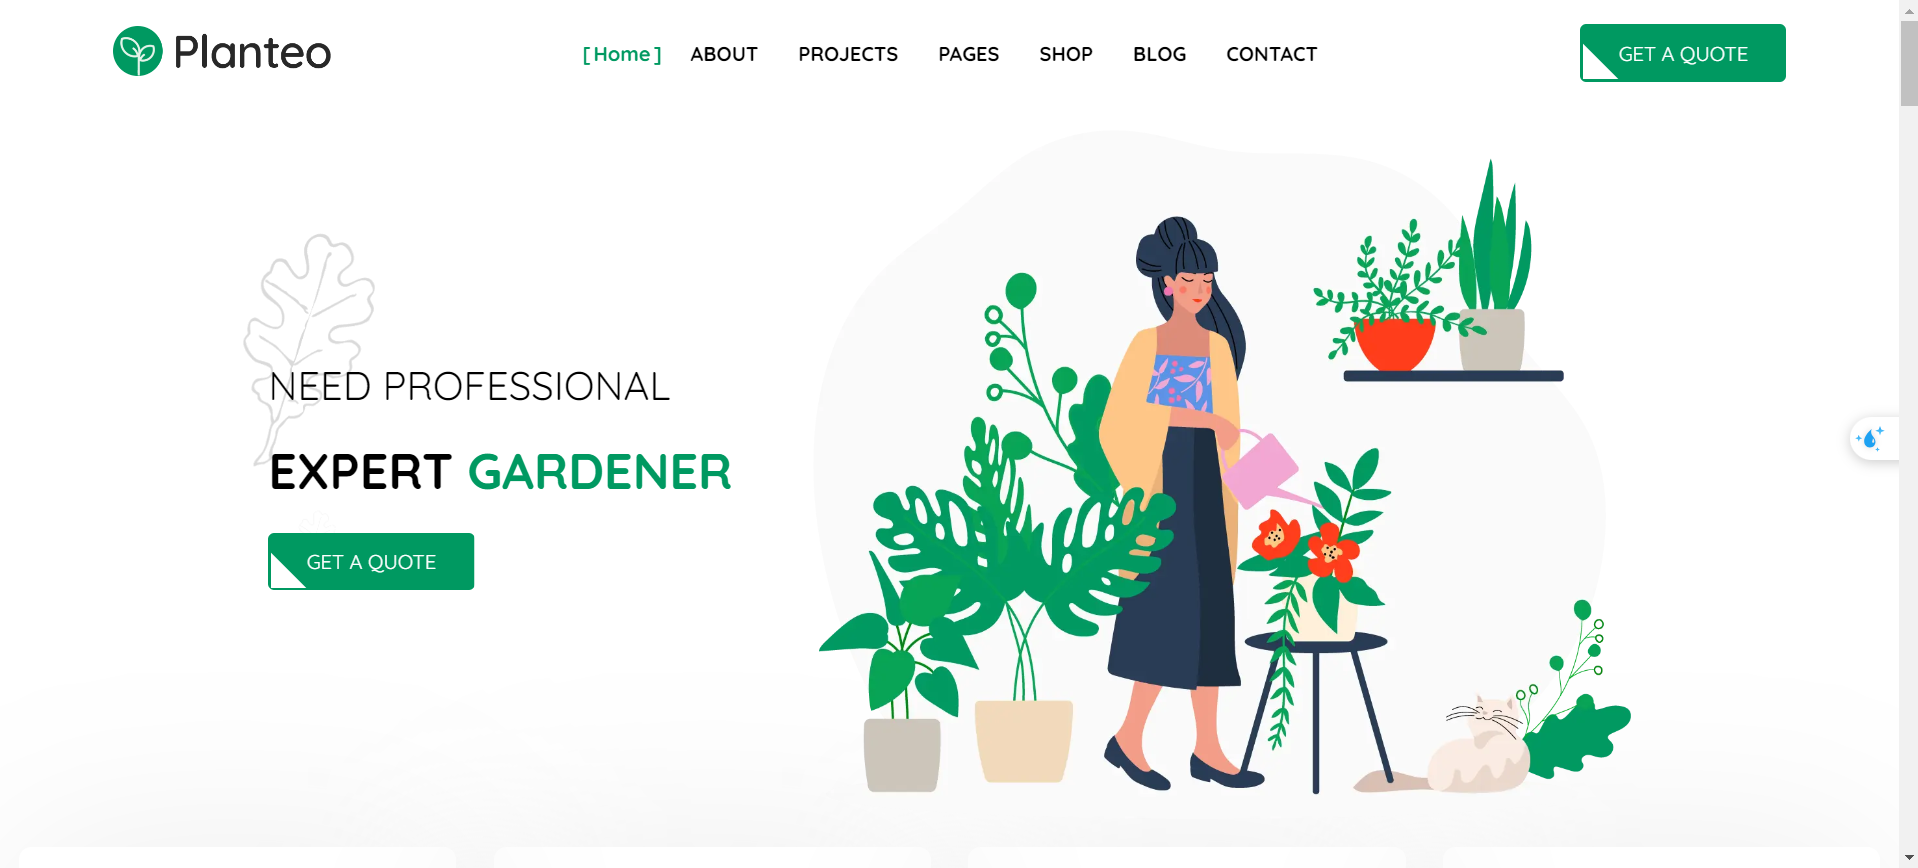 Planteo
[ Home ] ABOUT PROJECTS PAGES SHOP BLOG CONTACT
GET A QUOTE
NEED PROFESSIONAL
EXPERT GARDENER
GET A QUOTE